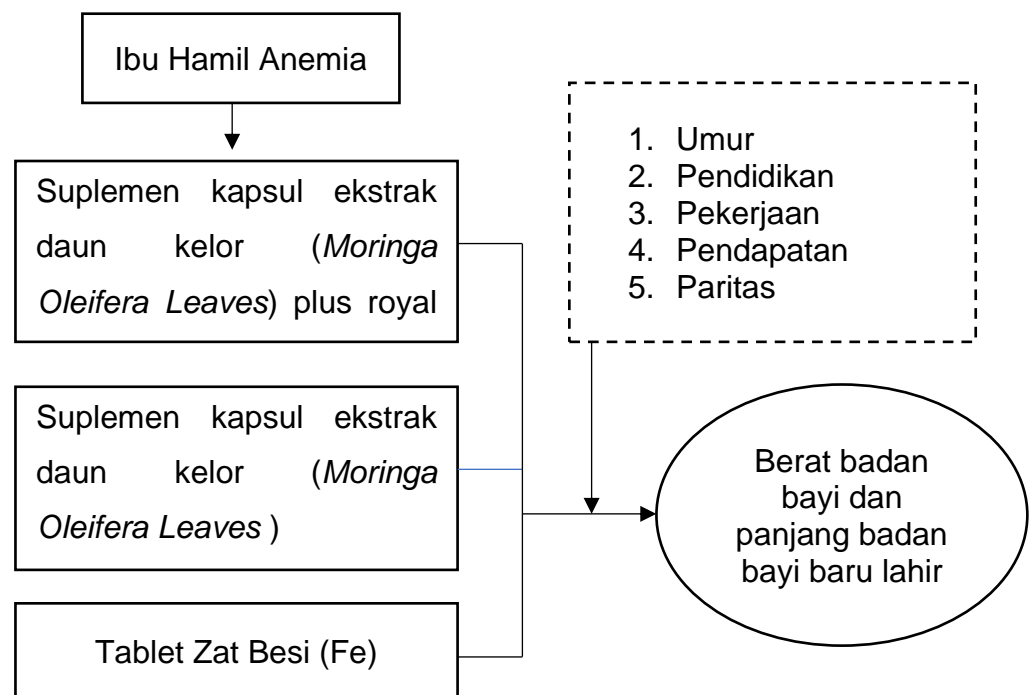 Ibu Hamil Anemia
Suplemen kapsul ekstrak
daun kelor (Moringa
Oleifera Leaves) plus royal
1. Umur
2. Pendidikan
3. Pekerjaan
4. Pendapatan
5. Paritas
Suplemen kapsul ekstrak
daun kelor (Moringa
Oleifera Leaves )
Berat badan
bayi dan
panjang badan
bayi baru lahir
Tablet Zat Besi (Fe)